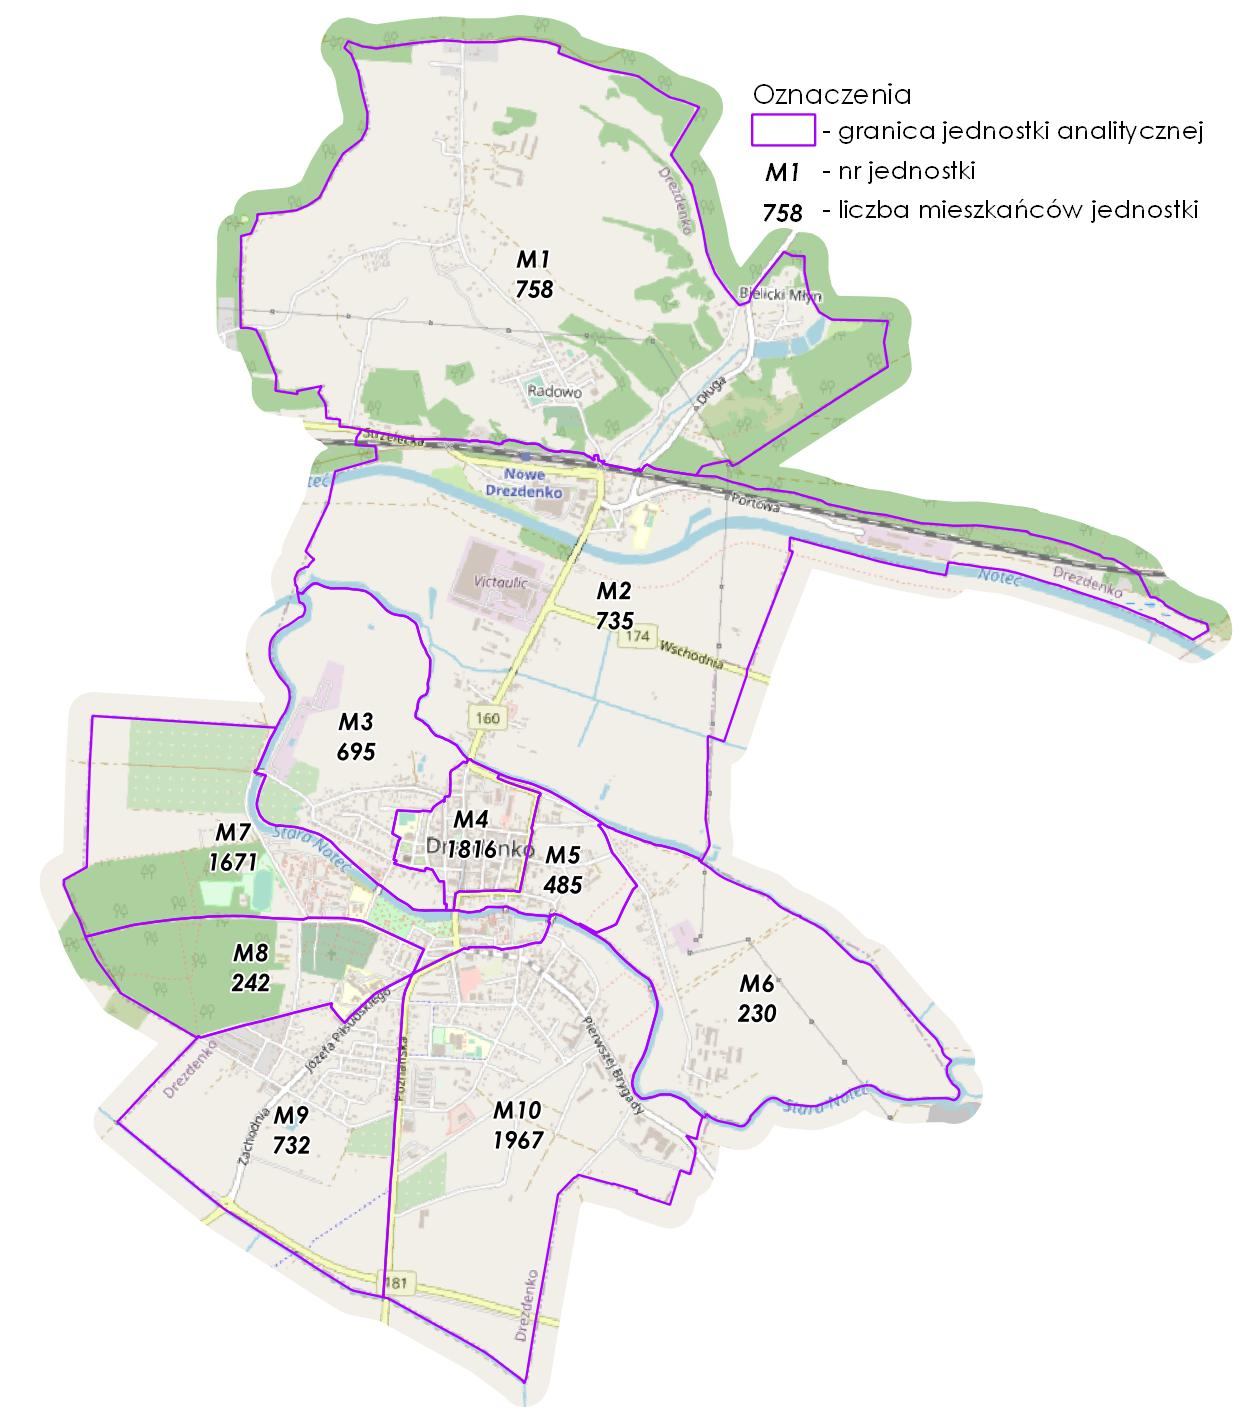 Oznaczenia
- granica jednostki analitycznej
M1 - nr jednostki
758 - liczba mieszkańców jednostki
Drezdenko
M1
758
Bielicki Młyn
Radowo
Długa
Strzelecka
Nowe
Drezdenko
Portowa
Noteć
Drezdenko
Victaulic
M2
735
174
Wschodnia
M3
695
160
M4
1816
Drezdenko
M5
485
M7
1671
Stara Noteć
M8
242
M6
230
Józefa Piłsudskiego
Poznańska
Pierwszej Brygady
Drezdenko
Stara Noteć
M9
732
Zachodnia
M10
1967
181
Drezdenko